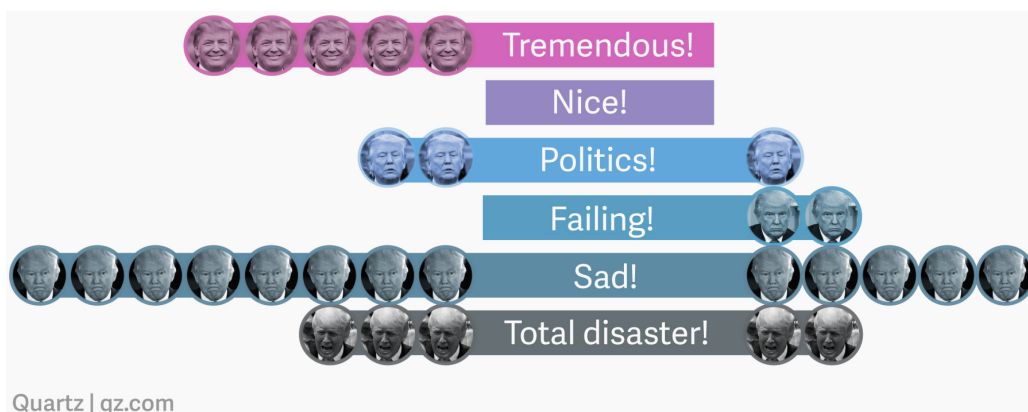 Tremendous!
Nice!
Politics!
Failing!
Sad!
Total disaster!
Quartz | qz.com